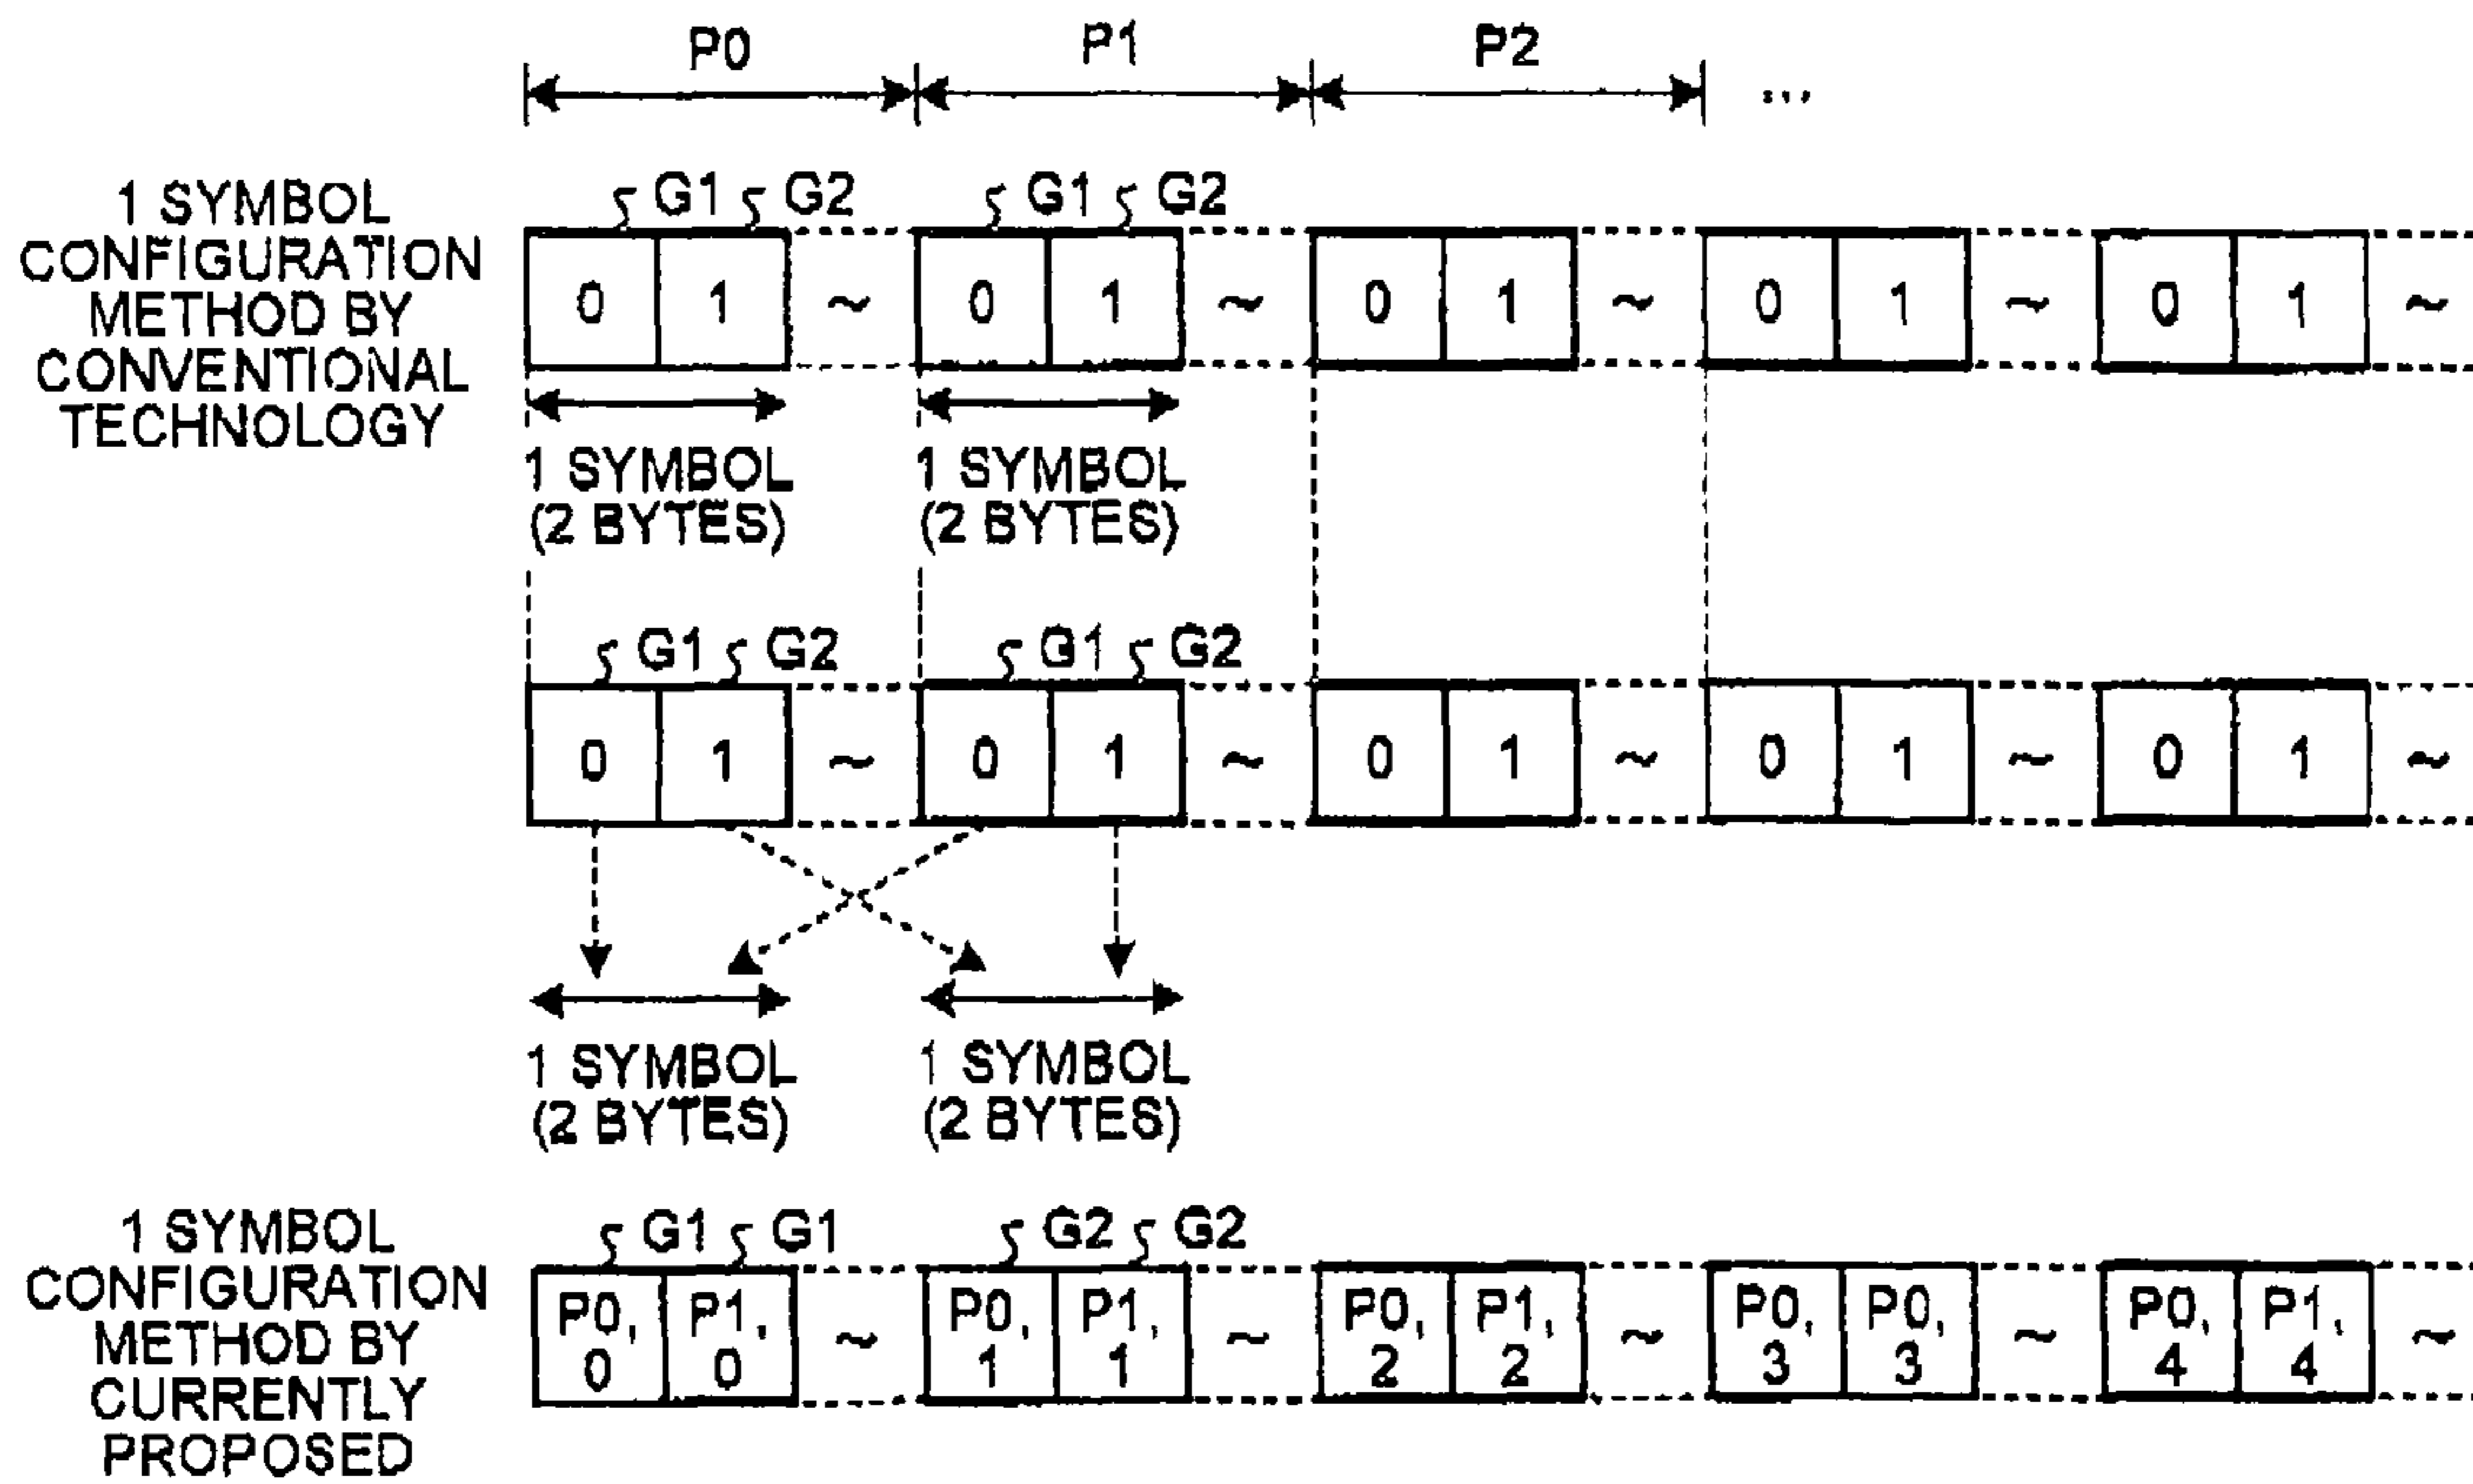 P0 P1 P2 ...
1 SYMBOL
CONFIGURATION
METHOD BY
CONVENTIONAL
TECHNOLOGY
G1 G2 G1 G2
0 1 ~ 0 1 ~ 0 1 ~ 0 1 ~ 0 1 ~
1 SYMBOL
(2 BYTES)
1 SYMBOL
(2 BYTES)
G1 G2 G1 G2
0 1 ~ 0 1 ~ 0 1 ~ 0 1 ~ 0 1 ~
1 SYMBOL
(2 BYTES)
1 SYMBOL
(2 BYTES)
1 SYMBOL
CONFIGURATION
METHOD BY
CURRENTLY
PROPOSED
G1 G1 G2 G2
P0, P1, P0, P1, P0, P1, P0, P0, P0, P1,
0 0 ~ 1 1 ~ 2 2 ~ 3 3 ~ 4 4 ~